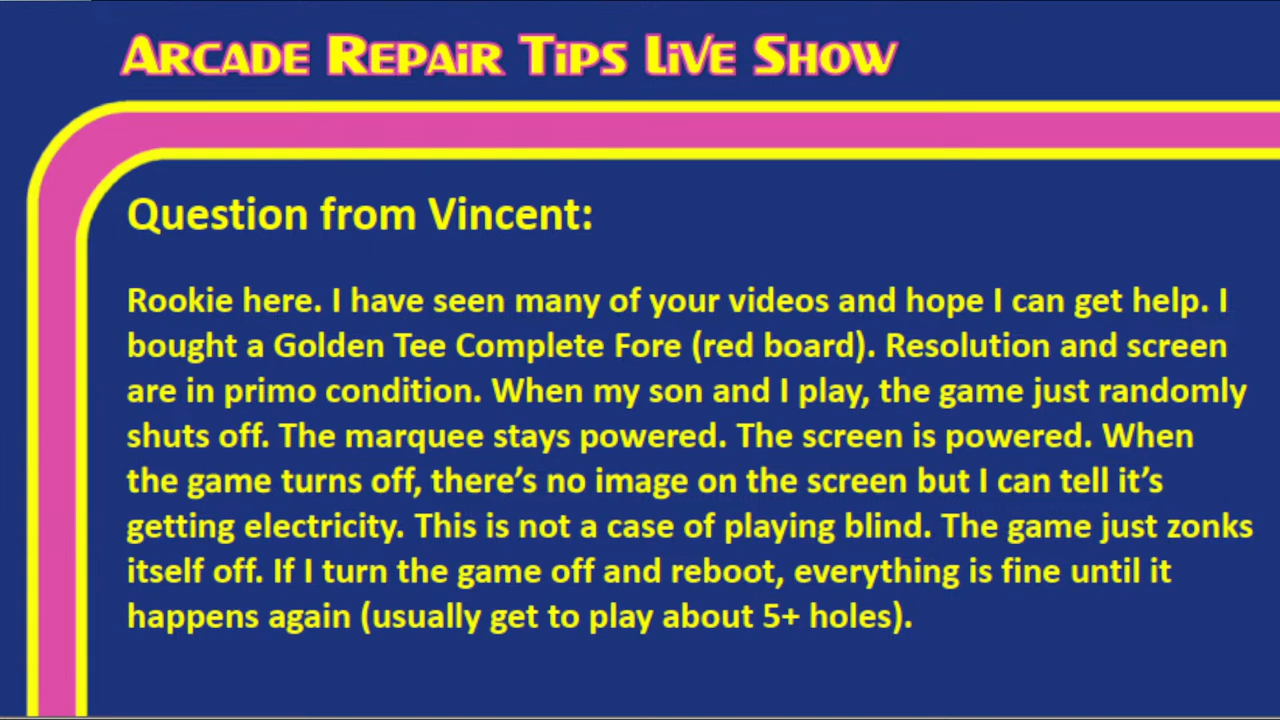 Arcade Repair Tips Live Show
Question from Vincent:
Rookie here. I have seen many of your videos and hope I can get help. I
bought a Golden Tee Complete Fore (red board). Resolution and screen
are in primo condition. When my son and I play, the game just randomly
shuts off. The marquee stays powered. The screen is powered. When
the game turns off, there’s no image on the screen but I can tell it’s
getting electricity. This is not a case of playing blind. The game just zonks
itself off. If I turn the game off and reboot, everything is fine until it
happens again (usually get to play about 5+ holes).